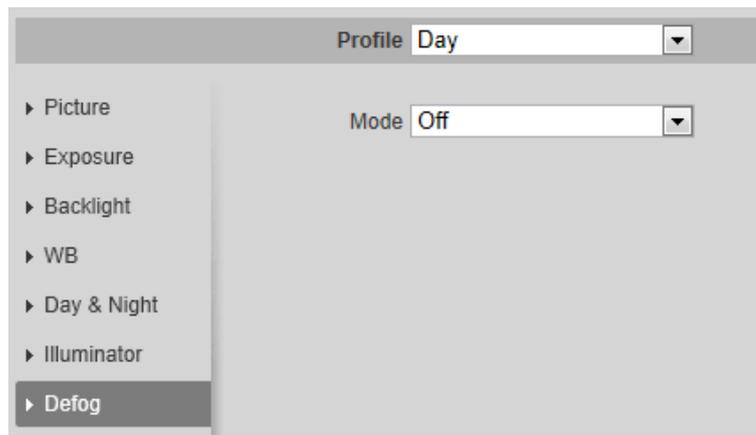 Profile Day
Picture
Mode Off
Exposure
Backlight
WB
Day & Night
Illuminator
Defog